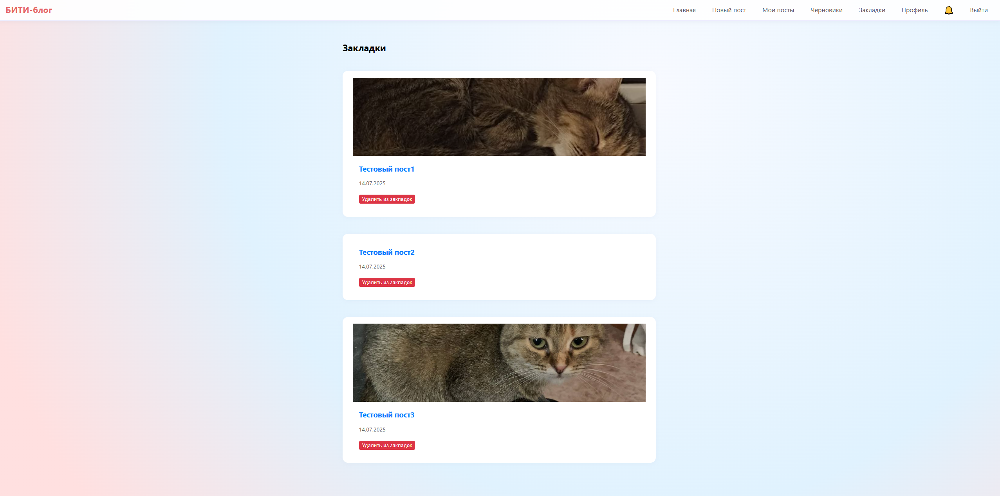 БИТИ-блог
Главная Новый пост Мои посты Черновики Закладки Профиль Выйти
Закладки
Тестовый пост1
14.07.2025
Удалить из закладок
Тестовый пост2
14.07.2025
Удалить из закладок
Тестовый пост3
14.07.2025
Удалить из закладок